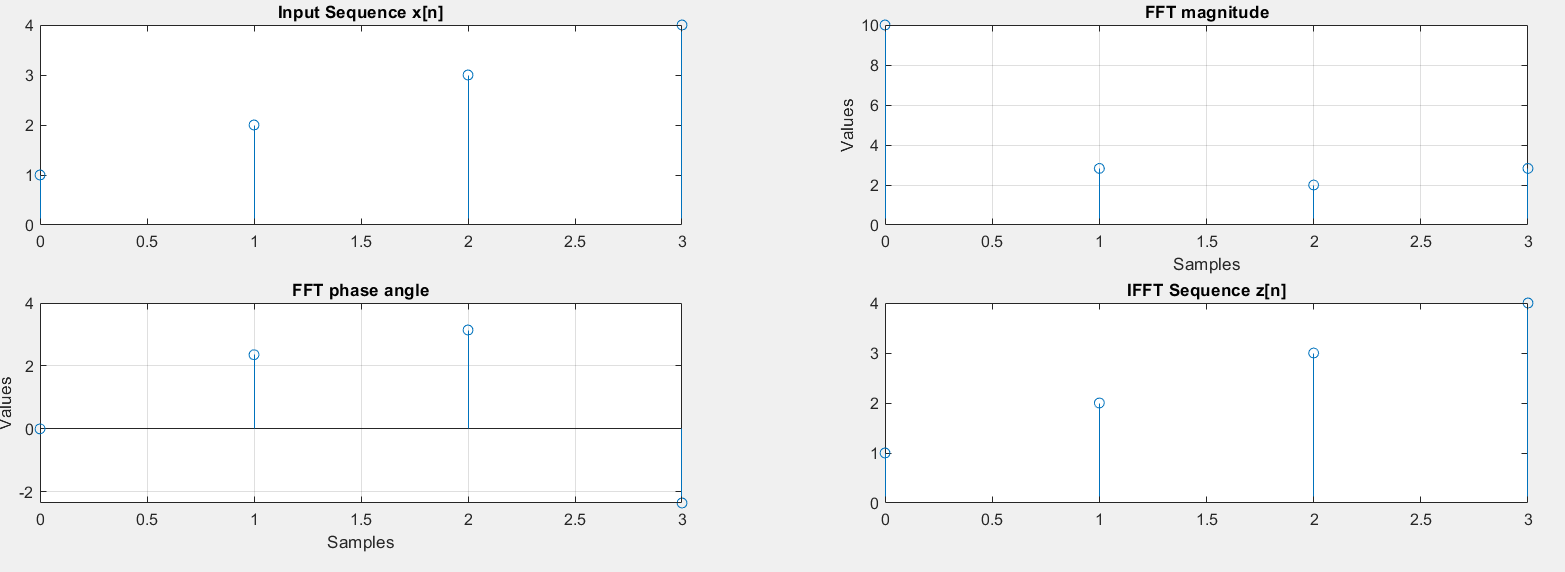 Input Sequence x[n]
4
3
2
1
0
0 0.5 1 1.5 2 2.5 3
FFT magnitude
10
8
6
4
2
0
Values
0 0.5 1 1.5 2 2.5 3
Samples
FFT phase angle
4
2
0
-2
Values
0 0.5 1 1.5 2 2.5 3
Samples
IFFT Sequence z[n]
4
3
2
1
0
0 0.5 1 1.5 2 2.5 3